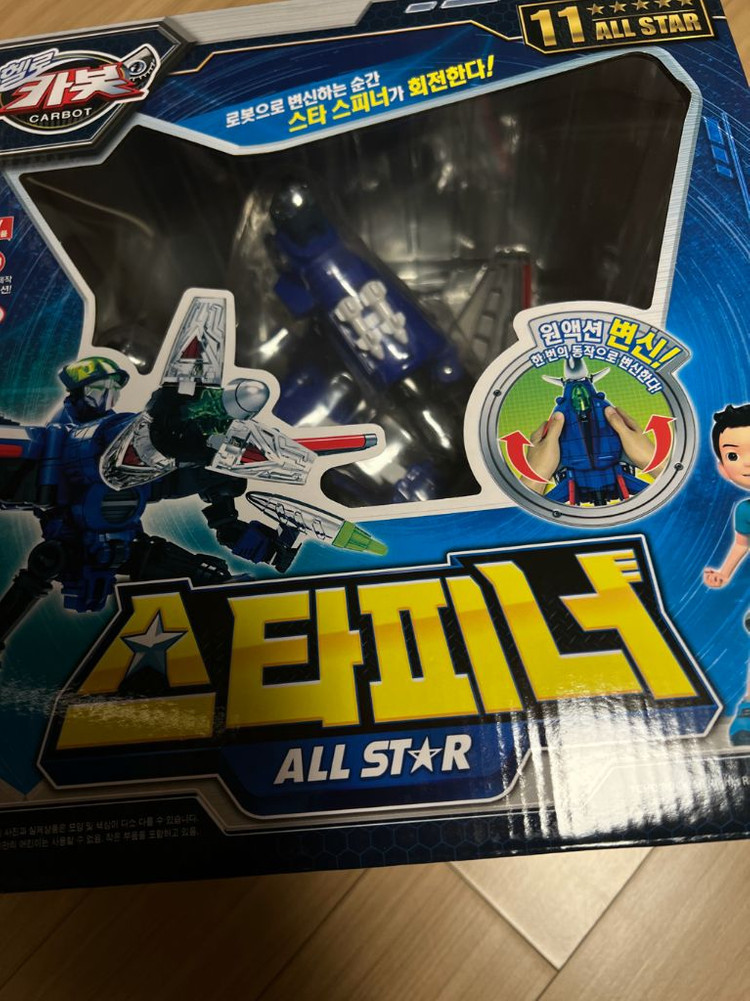 11 ★★★★★
ALL STAR
헬로
카봇
CARBOT
로봇으로 변신하는 순간
스타 스피너가 회전한다!
원액션 변신!
한 번의 동작으로 변신한다!
스타피너
ALL ST★R